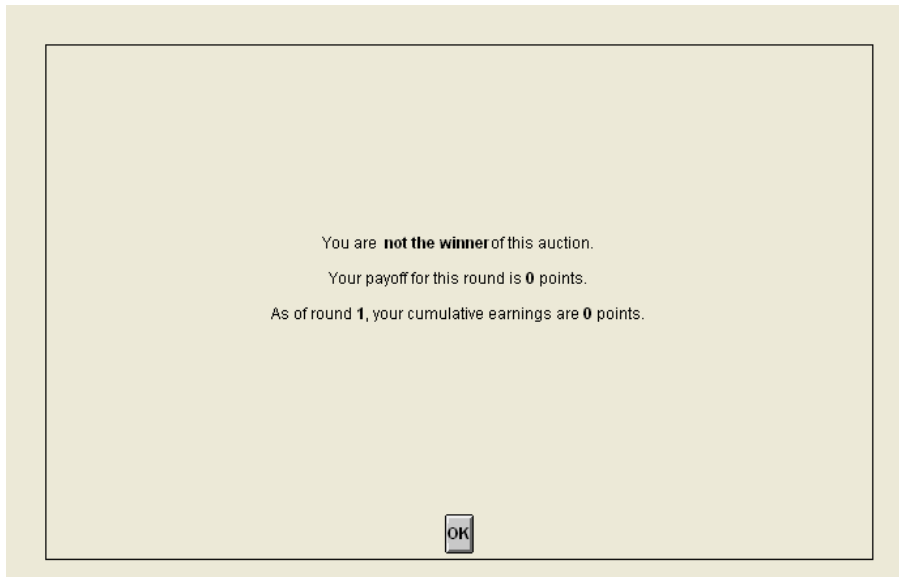 You are not the winner of this auction.
Your payoff for this round is 0 points.
As of round 1, your cumulative earnings are 0 points.
OK